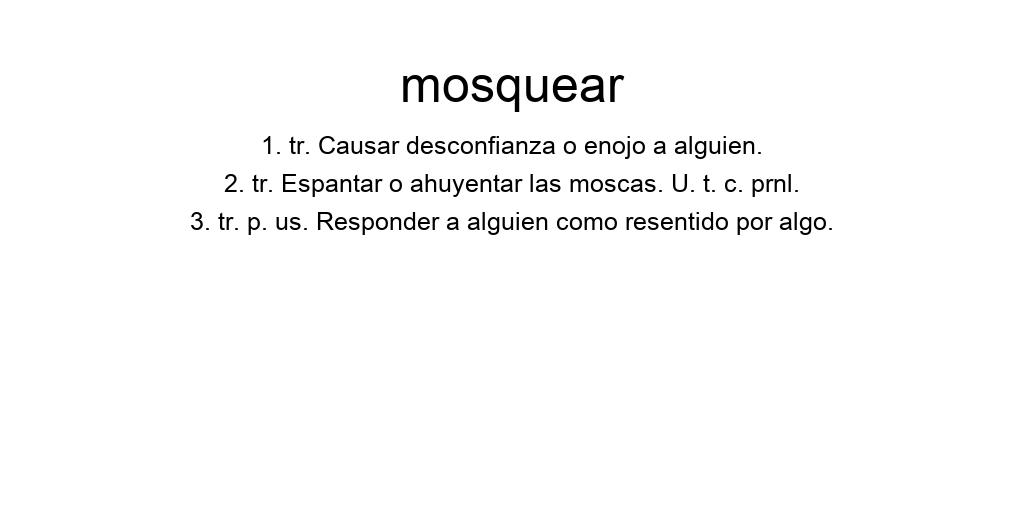 mosquear
1. tr. Causar desconfianza o enojo a alguien.
2. tr. Espantar o ahuyentar las moscas. U. t. c. prnl.
3. tr. p. us. Responder a alguien como resentido por algo.